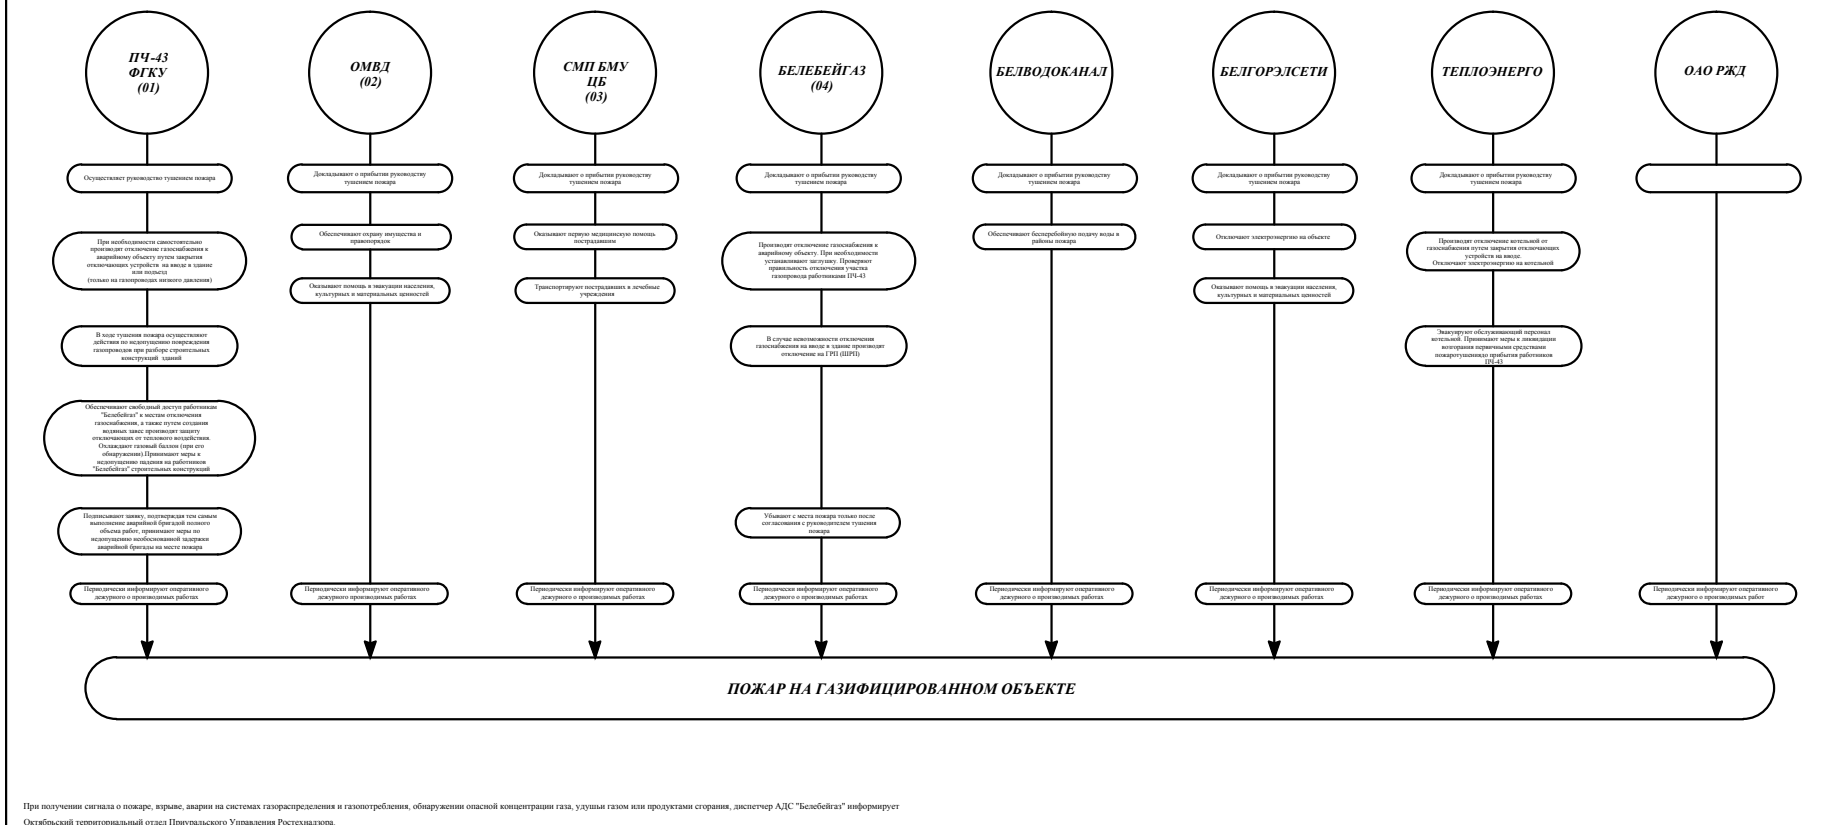 ПЧ-43
ФГКУ
(01)
ОМВД
(02)
СМП БМУ
ЦБ
(03)
БЕЛЕБЕЙГАЗ
(04)
БЕЛВОДОКАНАЛ
БЕЛГОРЭЛСЕТИ
ТЕПЛОЭНЕРГО
ОАО РЖД
Осуществляет руководство тушением пожара
Докладывают о прибытии руководству
тушением пожара
Докладывают о прибытии руководству
тушением пожара
Докладывают о прибытии руководству
тушением пожара
Докладывают о прибытии руководству
тушением пожара
Докладывают о прибытии руководству
тушением пожара
Докладывают о прибытии руководству
тушением пожара
При необходимости самостоятельно
производят отключение газоснабжения к
аварийному объекту путем закрытия
отключающих устройств на вводе в здание
или подъезд
(только на газопроводах низкого давления)
Обеспечивают охрану имущества и
правопорядок
Оказывают первую медицинскую помощь
пострадавшим
Производят отключение газоснабжения к
аварийному объекту. При необходимости
устанавливают заглушку. Проверяют
правильность отключения участка
газопровода работниками ПЧ-43
Обеспечивают бесперебойную подачу воды в
районы пожара
Отключают электроэнергию на объекте
Производят отключение котельной от
газоснабжения путем закрытия отключающих
устройств на вводе.
Отключают электроэнергию на котельной
Оказывают помощь в эвакуации населения,
культурных и материальных ценностей
Транспортируют пострадавших в лечебные
учреждения
Оказывают помощь в эвакуации населения,
культурных и материальных ценностей
В ходе тушения пожара осуществляют
действия по недопущению повреждения
газопроводов при разборе строительных
конструкций зданий
В случае невозможности отключения
газоснабжения на вводе в здание производят
отключение на ГРП (ШРП)
Эвакуируют обслуживающий персонал
котельной. Принимают меры к ликвидации
возгорания первичными средствами
пожаротушениядо прибытия работников
ПЧ-43
Обеспечивают свободный доступ работникам
"Белебейгаз" к местам отключения
газоснабжения, а также путем создания
водяных завес производят защиту
отключающих от теплового воздействия.
Охлаждают газовый баллон (при его
обнаружении).Принимают меры к
недопущению падения на работников
"Белебейгаз" строительных конструкций
Подписывают заявку, подтверждая тем самым
выполнение аварийной бригадой полного
объема работ, принимают меры по
недопущению необоснованной задержки
аварийной бригады на месте пожара
Убывают с места пожара только после
согласования с руководителем тушения
пожара
Периодически информируют оперативного
дежурного о производимых работах
Периодически информируют оперативного
дежурного о производимых работах
Периодически информируют оперативного
дежурного о производимых работах
Периодически информируют оперативного
дежурного о производимых работах
Периодически информируют оперативного
дежурного о производимых работах
Периодически информируют оперативного
дежурного о производимых работах
Периодически информируют оперативного
дежурного о производимых работах
Периодически информируют оперативного
дежурного о производимых работ
ПОЖАР НА ГАЗИФИЦИРОВАННОМ ОБЪЕКТЕ
При получении сигнала о пожаре, взрыве, аварии на системах газораспределения и газопотребления, обнаружении опасной концентрации газа, удушьи газом или продуктами сгорания, диспетчер АДС "Белебейгаз" информирует
Октябрьский территориальный отдел Приуральского Управления Ростехнадзора.